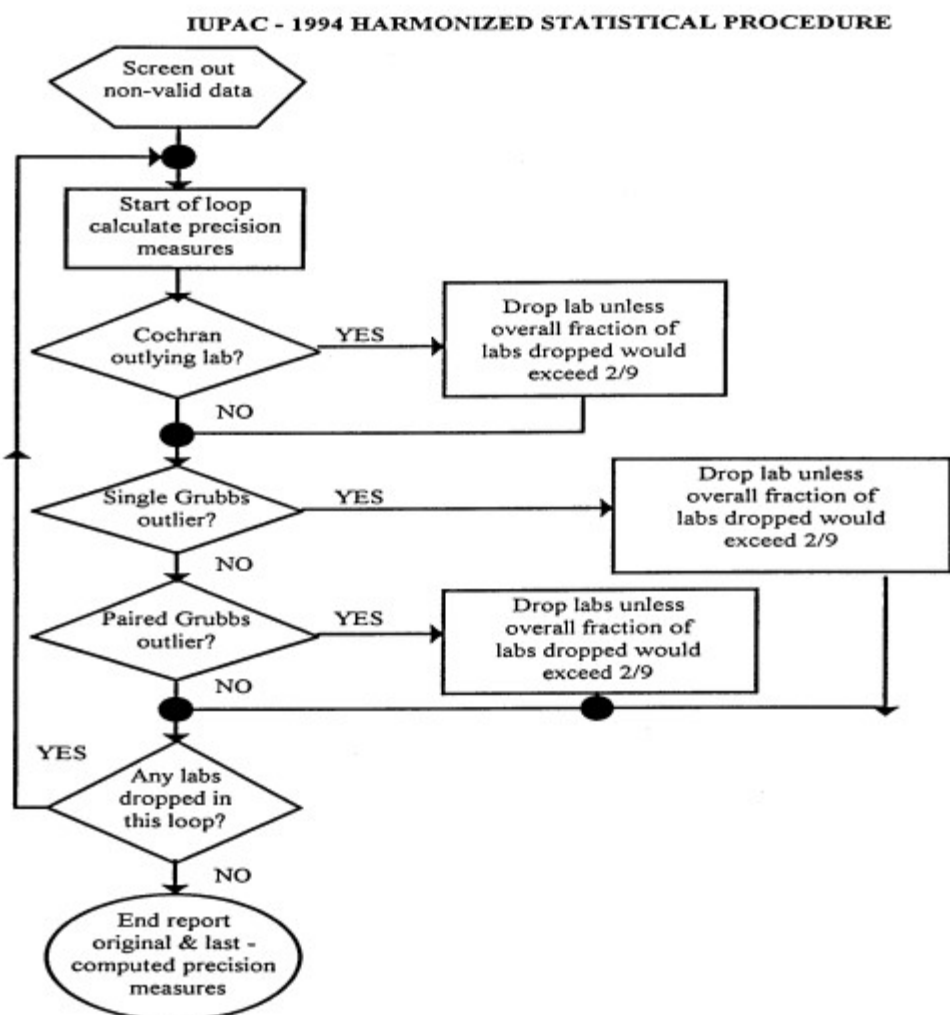 IUPAC - 1994 HARMONIZED STATISTICAL PROCEDURE
Screen out
non-valid data
Start of loop
calculate precision
measures
Cochran
outlying lab?
YES
Drop lab unless
overall fraction of
labs dropped would
exceed 2/9
NO
Single Grubbs
outlier?
YES
Drop lab unless
overall fraction of
labs dropped would
exceed 2/9
NO
Paired Grubbs
outlier?
YES
Drop labs unless
overall fraction of
labs dropped would
exceed 2/9
NO
YES
Any labs
dropped in
this loop?
NO
End report
original & last -
computed precision
measures